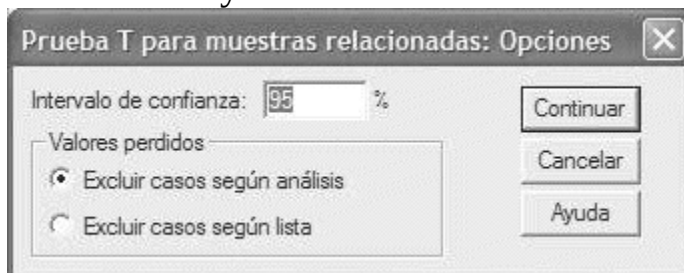 Prueba T para muestras relacionadas: Opciones
Intervalo de confianza: 95 %
Continuar
Valores perdidos
Cancelar
Excluir casos según análisis
Ayuda
Excluir casos según lista